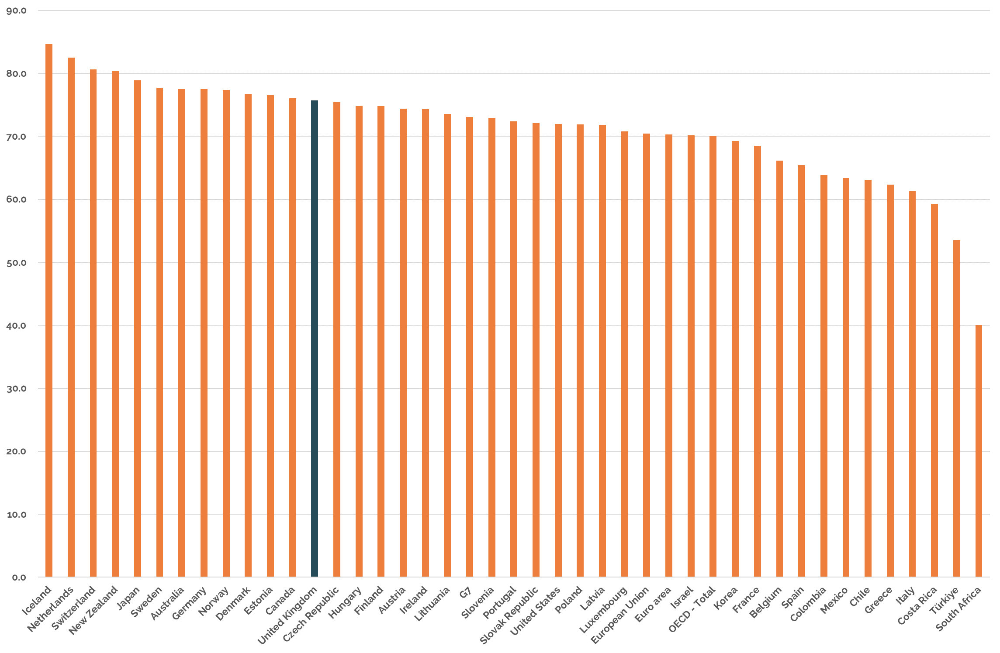 90.0
80.0
70.0
60.0
50.0
40.0
30.0
20.0
10.0
0.0
Iceland
Netherlands
Switzerland
New Zealand
Japan
Sweden
Australia
Germany
Norway
Denmark
Estonia
Canada
United Kingdom
Czech Republic
Hungary
Finland
Austria
Ireland
Lithuania
G7
Slovenia
Portugal
Slovak Republic
United States
Poland
Latvia
Luxembourg
European Union
Euro area
Israel
OECD - Total
Korea
France
Belgium
Spain
Colombia
Mexico
Chile
Greece
Italy
Costa Rica
Türkiye
South Africa